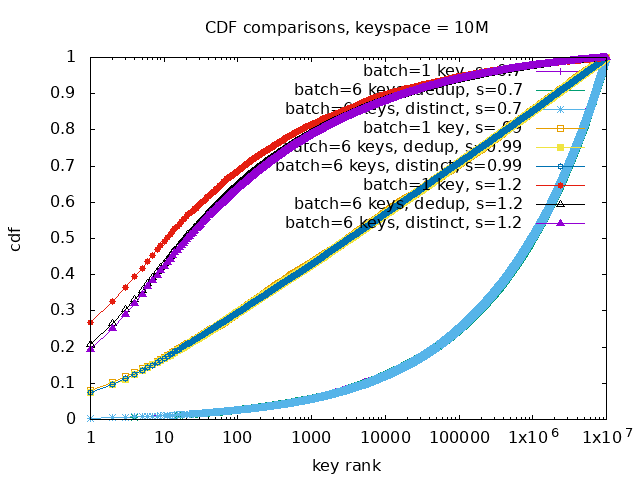 CDF comparisons, keyspace = 10M
1
0.9
0.8
0.7
0.6
0.5
0.4
0.3
0.2
0.1
0
cdf
batch=1 key, s=0.7
batch=6 keys, dedup, s=0.7
batch=6 keys, distinct, s=0.7
batch=1 key, s=0.99
batch=6 keys, dedup, s=0.99
batch=6 keys, distinct, s=0.99
batch=1 key, s=1.2
batch=6 keys, dedup, s=1.2
batch=6 keys, distinct, s=1.2
1 10 100 1000 10000 100000 1x10^6 1x10^7
key rank